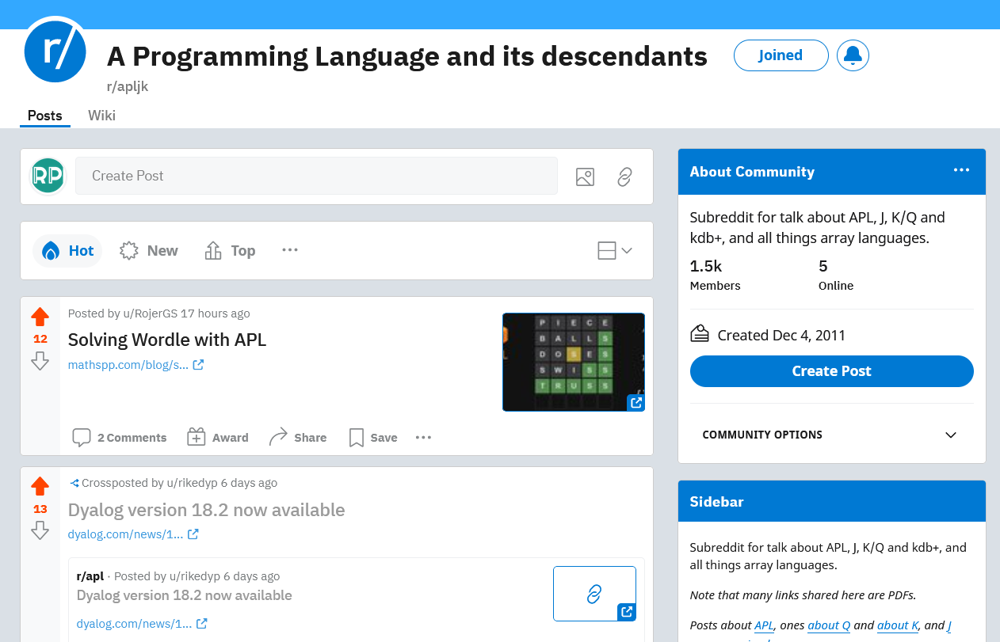 r/
A Programming Language and its descendants
Joined
r/apljk
Posts
Wiki
RP
Create Post
Hot
New
Top
Posted by u/RojerGS 17 hours ago
12
Solving Wordle with APL
mathspp.com/blog/s...
P I E C E
B A L L S
D O S E S
S W I S S
T R U S S
2 Comments
Award
Share
Save
Crossposted by u/rikedyp 6 days ago
13
Dyalog version 18.2 now available
dyalog.com/news/1...
r/apl · Posted by u/rikedyp 6 days ago
Dyalog version 18.2 now available
dyalog.com/news/1...
About Community
Subreddit for talk about APL, J, K/Q and
kdb+, and all things array languages.
1.5k
5
Members
Online
Created Dec 4, 2011
Create Post
COMMUNITY OPTIONS
Sidebar
Subreddit for talk about APL, J, K/Q and kdb+, and
all things array languages.
Note that many links shared here are PDFs.
Posts about APL, ones about Q and about K, and J